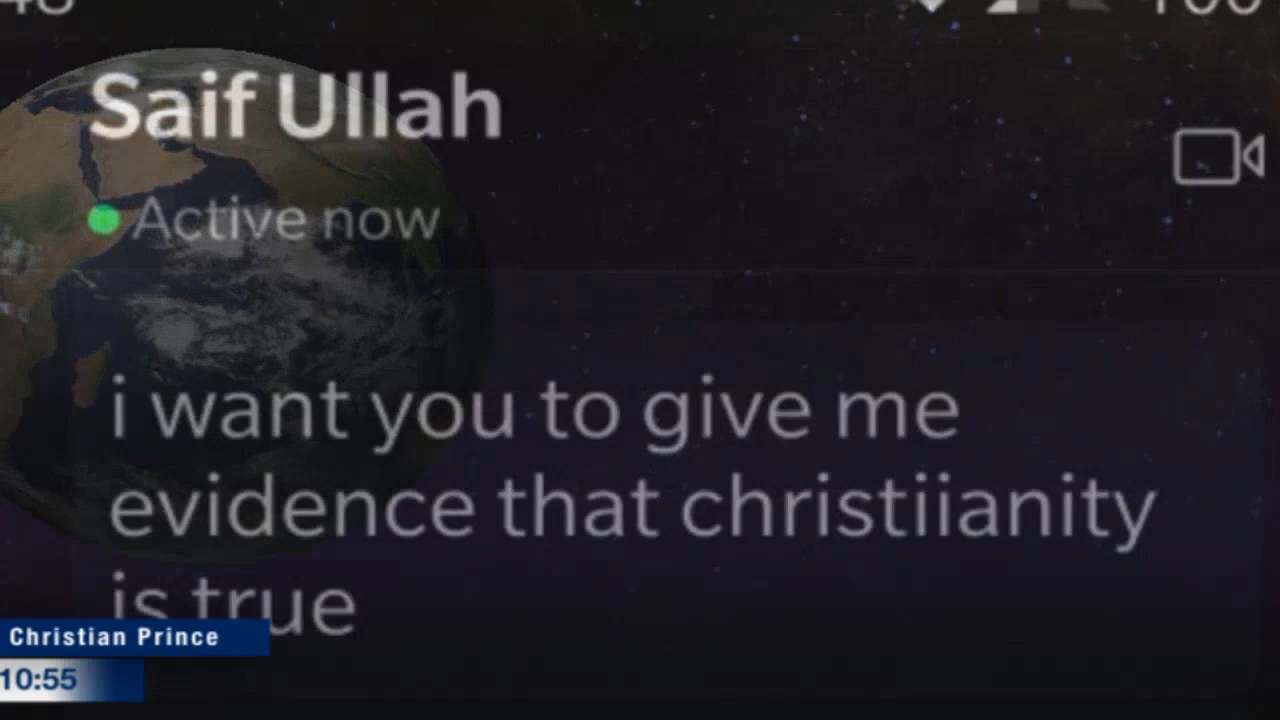 Saif Ullah
Active now
i want you to give me
evidence that christiianity
is true
Christian Prince
10:55